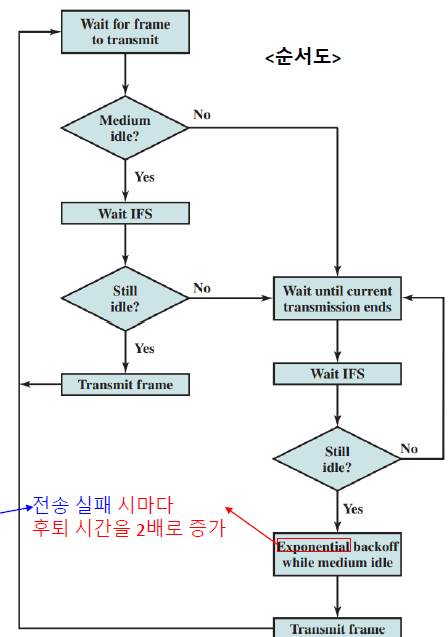 Wait for frame
to transmit
<순서도>
Medium
idle?
No
Yes
Wait IFS
Still
idle?
No
Yes
Transmit frame
Wait until current
transmission ends
Wait IFS
Still
idle?
No
Yes
전송 실패 시마다
후퇴 시간을 2배로 증가
Exponential backoff
while medium idle
Transmit frame